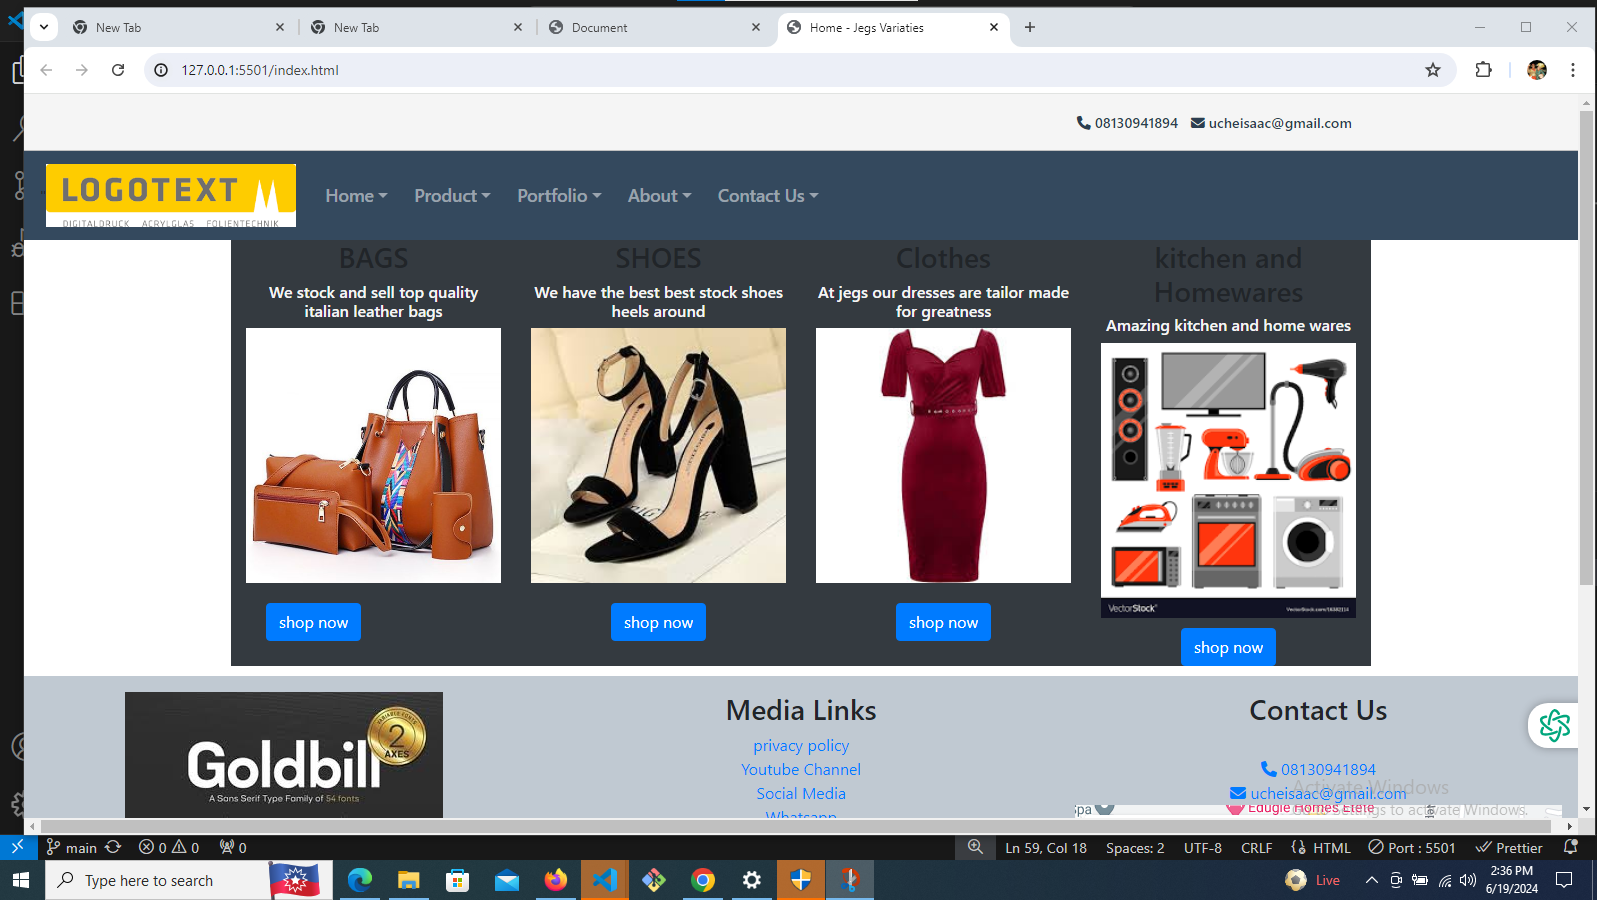 New Tab
New Tab
Document
Home - Jegs Variaties
127.0.0.1:5501/index.html
08130941894 ucheisaac@gmail.com
LOGOTEXT
DIGITALDRUCK ACRYLGLAS FOLIENTECHNIK
Home Product Portfolio About Contact Us
BAGS
We stock and sell top quality
italian leather bags
shop now
SHOES
We have the best best stock shoes
heels around
shop now
Clothes
At jegs our dresses are tailor made
for greatness
shop now
kitchen and
Homewares
Amazing kitchen and home wares
VectorStock
shop now
Goldbill
VARIABLE FONTS
2
AXES
A Sans Serif Type Family of 54 fonts
Media Links
privacy policy
Youtube Channel
Social Media
Whatsapp
Contact Us
08130941894
ucheisaac@gmail.com
Edugie Homes Etete
Activate Windows
Go to Settings to activate Windows.
main 0 0 0 Ln 59, Col 18 Spaces: 2 UTF-8 CRLF HTML Port : 5501 Prettier
Type here to search
Live
2:36 PM
6/19/2024